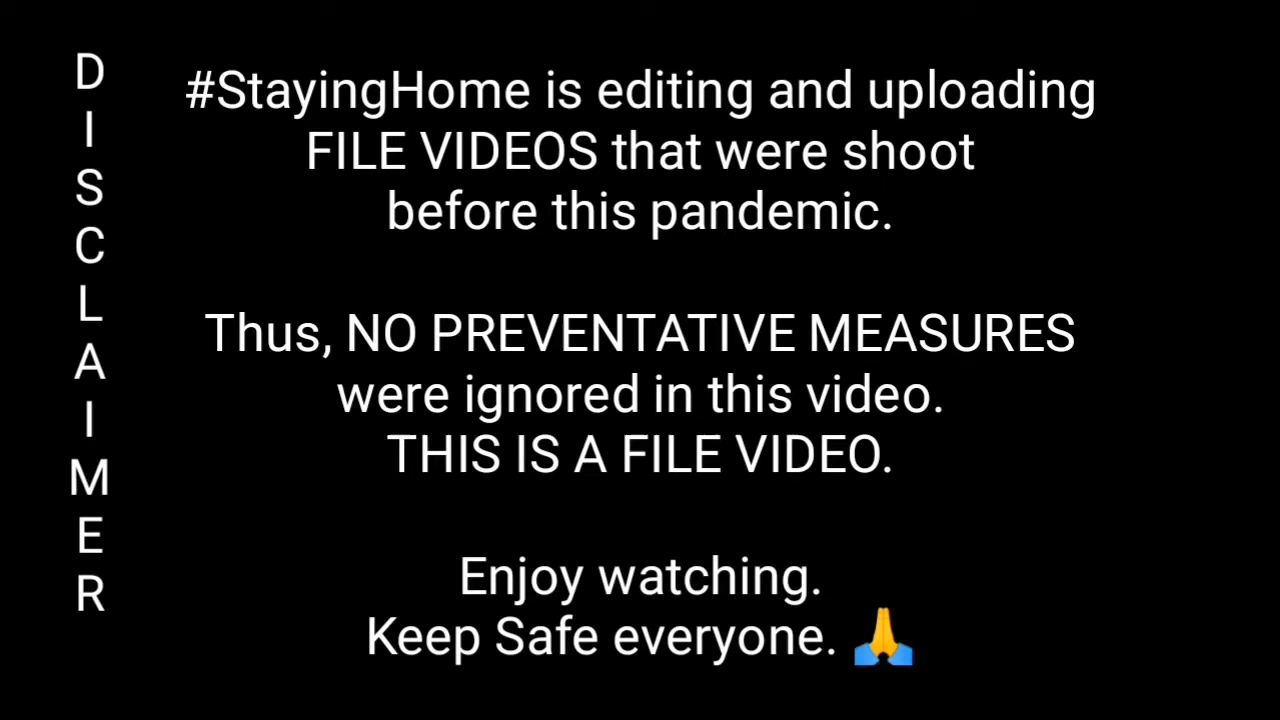 D
I
S
C
L
A
I
M
E
R
#StayingHome is editing and uploading
FILE VIDEOS that were shoot
before this pandemic.
Thus, NO PREVENTATIVE MEASURES
were ignored in this video.
THIS IS A FILE VIDEO.
Enjoy watching.
Keep Safe everyone. 🙏